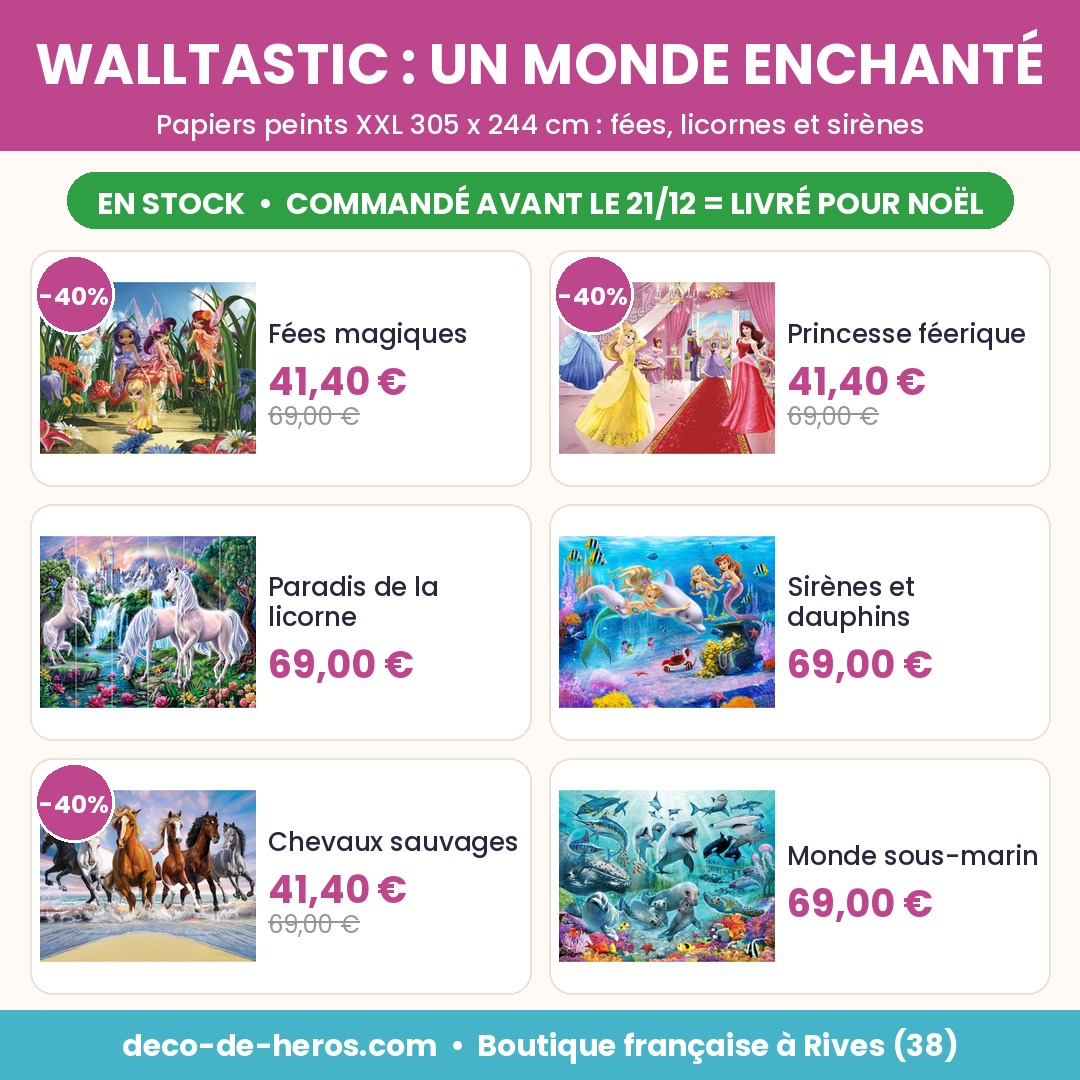 WALLTASTIC : UN MONDE ENCHANTÉ
Papiers peints XXL 305 x 244 cm : fées, licornes et sirènes
EN STOCK • COMMANDÉ AVANT LE 21/12 = LIVRÉ POUR NOËL
-40%
Fées magiques
41,40 €
69,00 €
-40%
Princesse féerique
41,40 €
69,00 €
Paradis de la
licorne
69,00 €
Sirènes et
dauphins
69,00 €
-40%
Chevaux sauvages
41,40 €
69,00 €
Monde sous-marin
69,00 €
deco-de-heros.com • Boutique française à Rives (38)